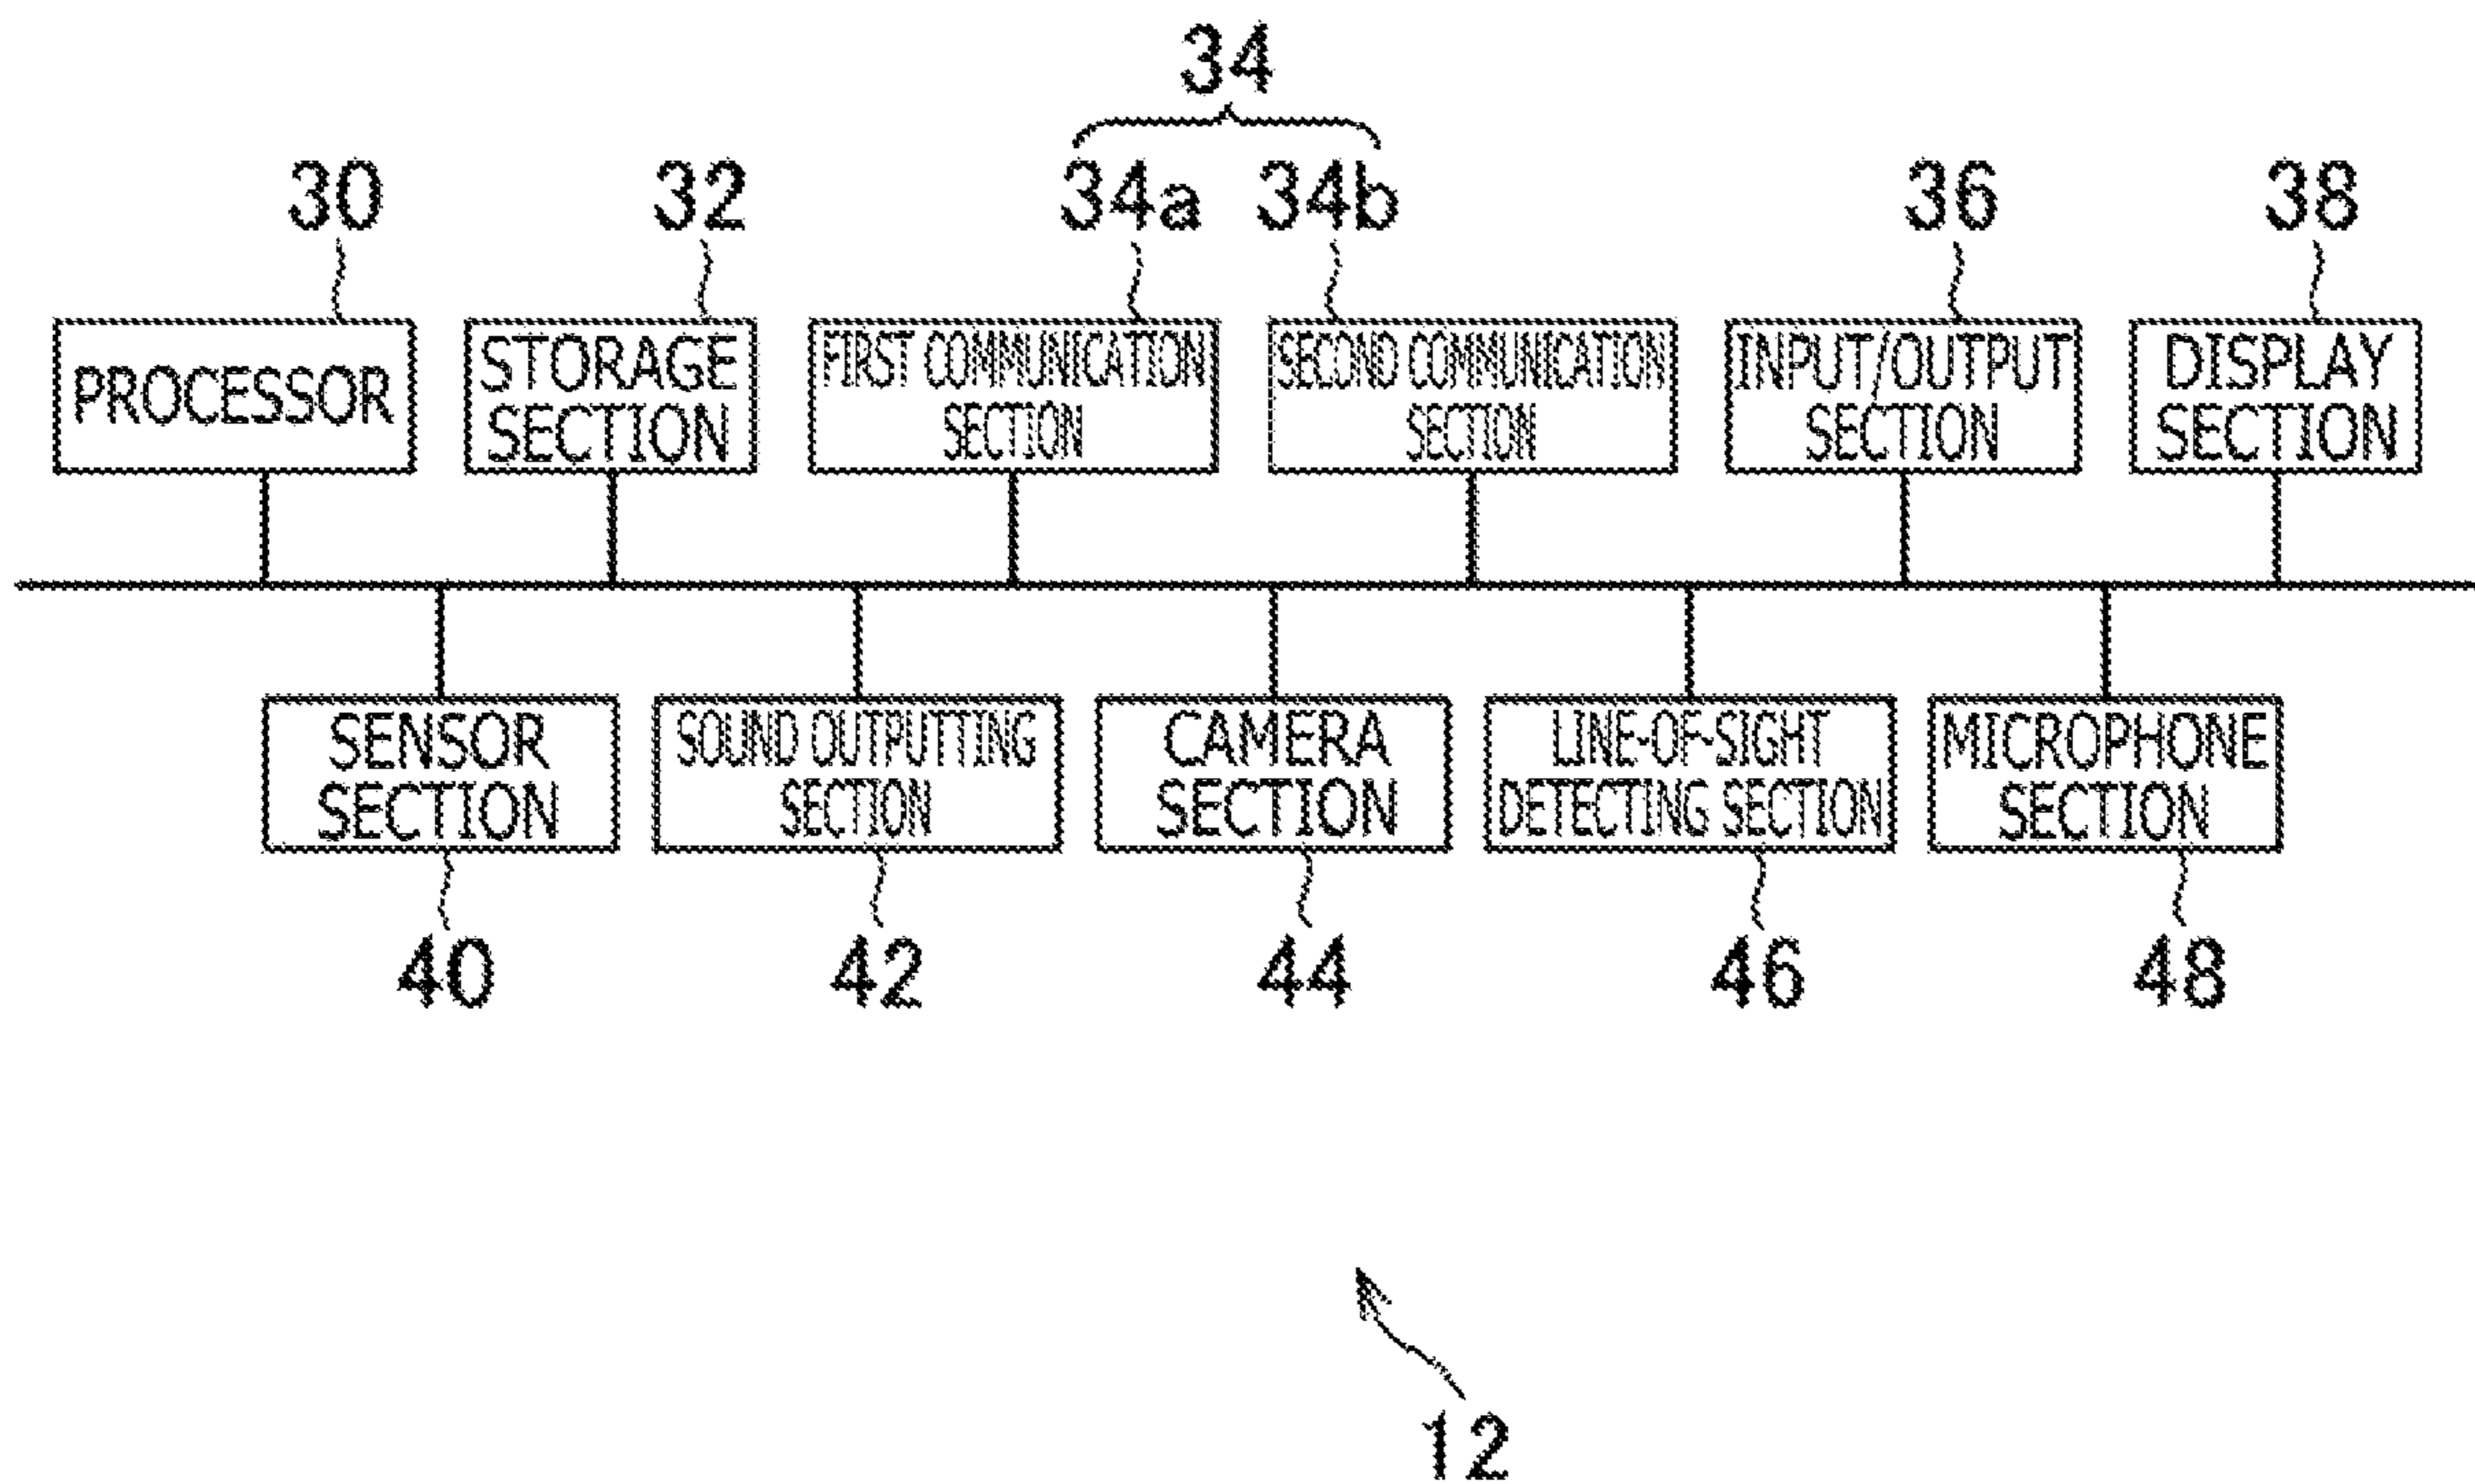 34
30 32 34a 34b 36 38
PROCESSOR
STORAGE
SECTION
FIRST COMMUNICATION
SECTION
SECOND COMMUNICATION
SECTION
INPUT/OUTPUT
SECTION
DISPLAY
SECTION
SENSOR
SECTION
SOUND OUTPUTTING
SECTION
CAMERA
SECTION
LINE-OF-SIGHT
DETECTING SECTION
MICROPHONE
SECTION
40 42 44 46 48
12